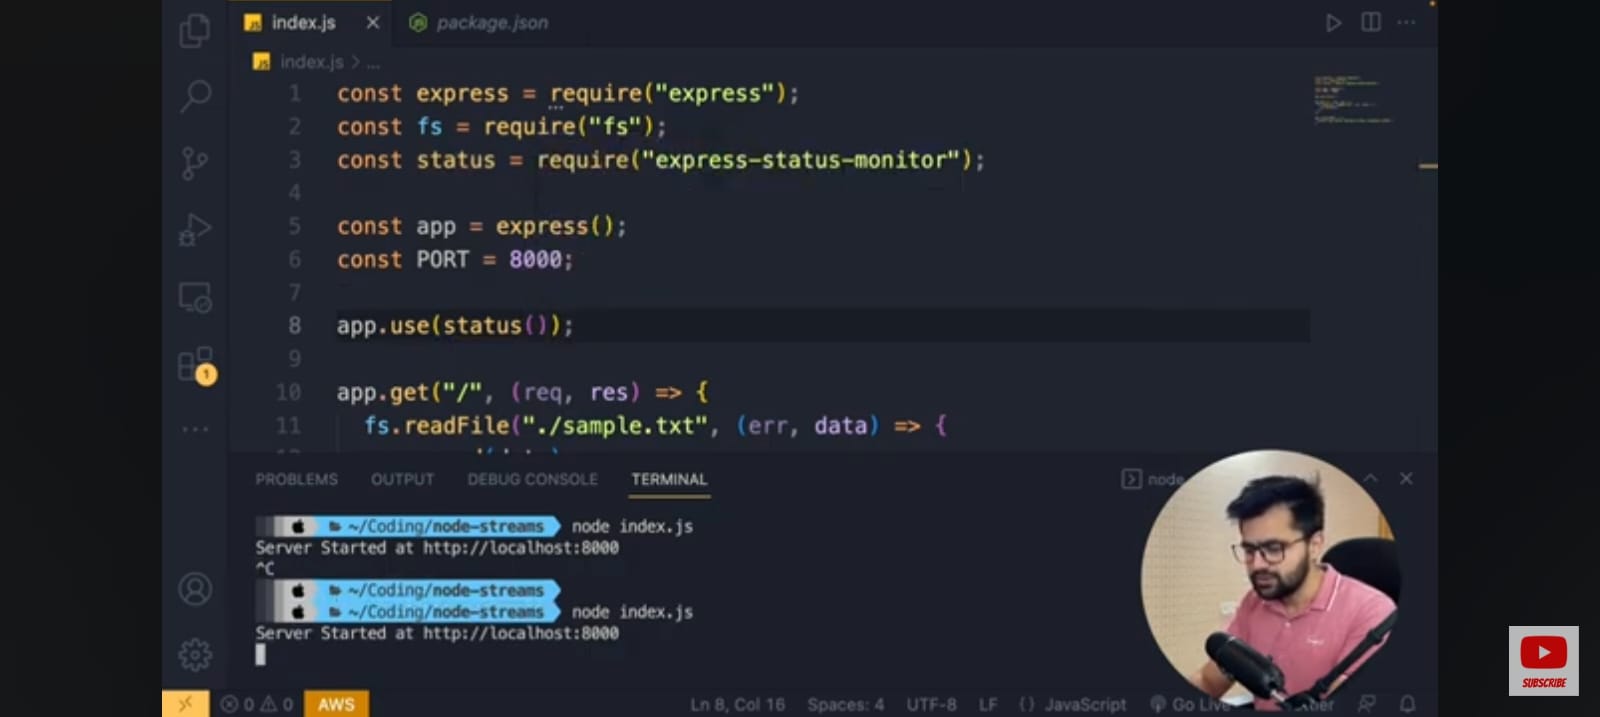 index.js
package.json
index.js > ...
1 const express = require("express");
2 const fs = require("fs");
3 const status = require("express-status-monitor");
4
5 const app = express();
6 const PORT = 8000;
7
8 app.use(status());
9
10 app.get("/", (req, res) => {
11 fs.readFile("./sample.txt", (err, data) => {
PROBLEMS OUTPUT DEBUG CONSOLE TERMINAL
node
~/Coding/node-streams node index.js
Server Started at http://localhost:8000
^C
~/Coding/node-streams
~/Coding/node-streams node index.js
Server Started at http://localhost:8000
1
0 0 AWS Ln 8, Col 16 Spaces: 4 UTF-8 LF {} JavaScript Go Live
SUBSCRIBE